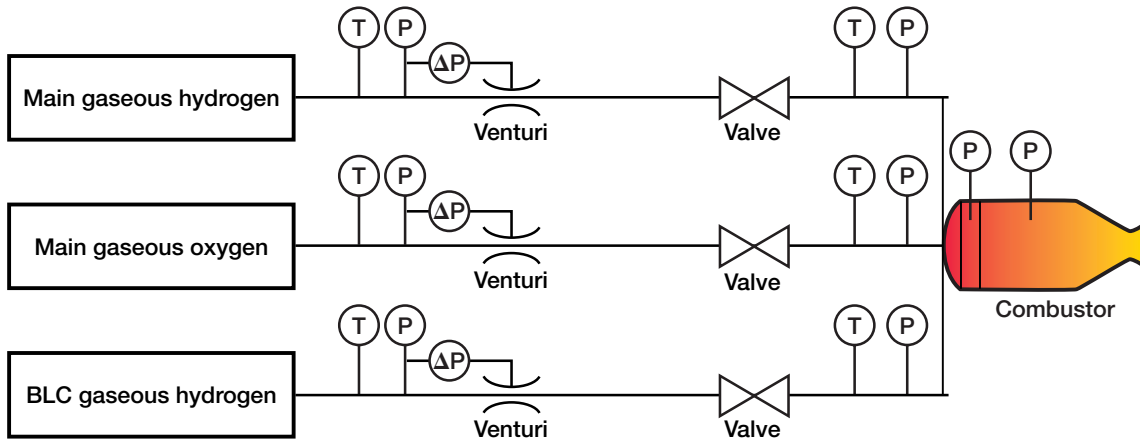 T P
ΔP
Main gaseous hydrogen
Venturi
Valve
T P
T P
ΔP
Main gaseous oxygen
Venturi
Valve
T P
P P
Combustor
T P
ΔP
BLC gaseous hydrogen
Venturi
Valve
T P